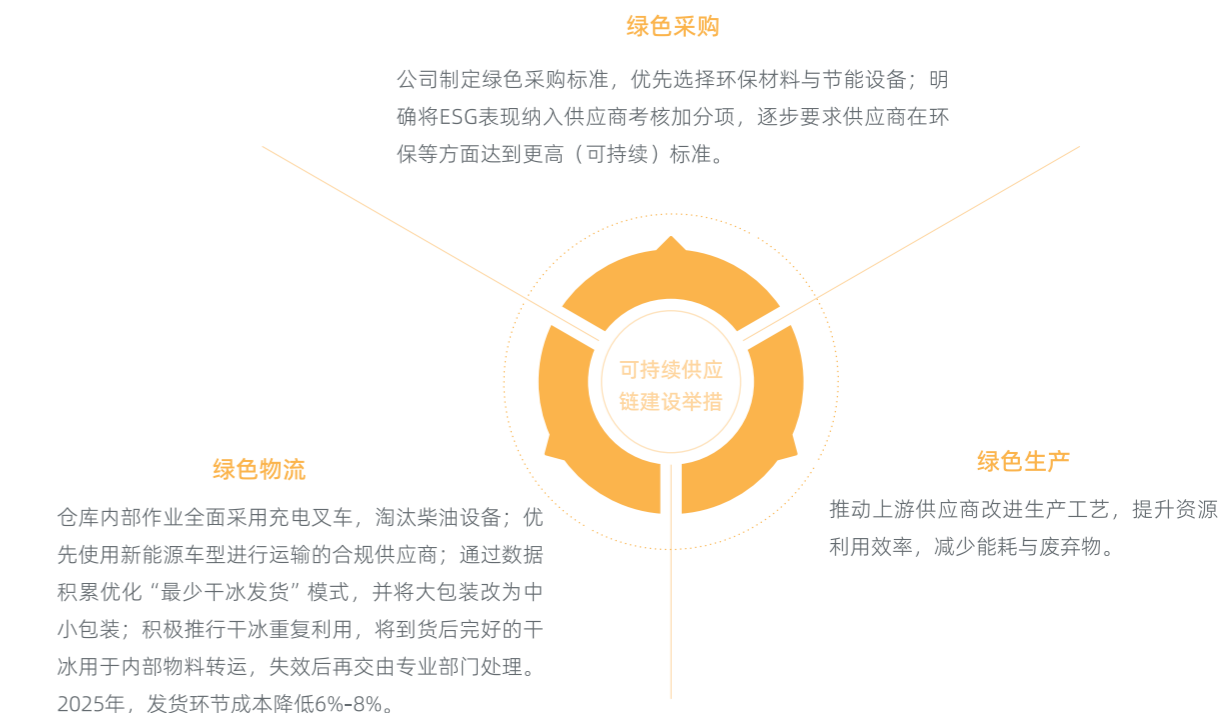 绿色采购
公司制定绿色采购标准，优先选择环保材料与节能设备；明
确将ESG表现纳入供应商考核加分项，逐步要求供应商在环
保等方面达到更高（可持续）标准。
可持续供应
链建设举措
绿色物流
仓库内部作业全面采用充电叉车，淘汰柴油设备；优
先使用新能源车型进行运输的合规供应商；通过数据
积累优化“最少干冰发货”模式，并将大包装改为中
小包装；积极推行干冰重复利用，将到货后完好的干
冰用于内部物料转运，失效后再交由专业部门处理。
2025年，发货环节成本降低6%-8%。
绿色生产
推动上游供应商改进生产工艺，提升资源
利用效率，减少能耗与废弃物。